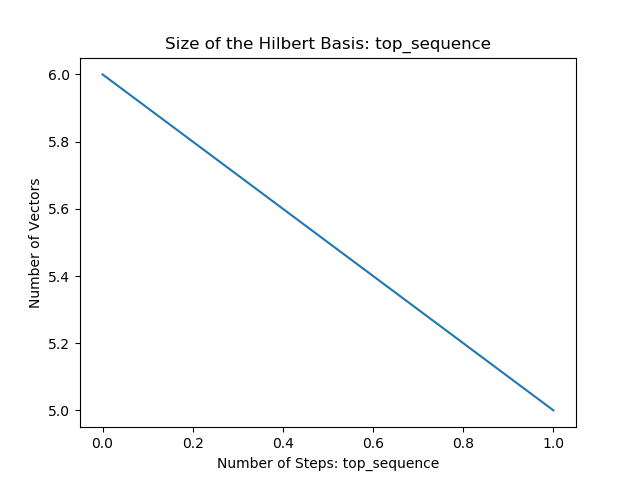 Size of the Hilbert Basis: top_sequence
Number of Vectors
6.0
5.8
5.6
5.4
5.2
5.0
0.0 0.2 0.4 0.6 0.8 1.0
Number of Steps: top_sequence